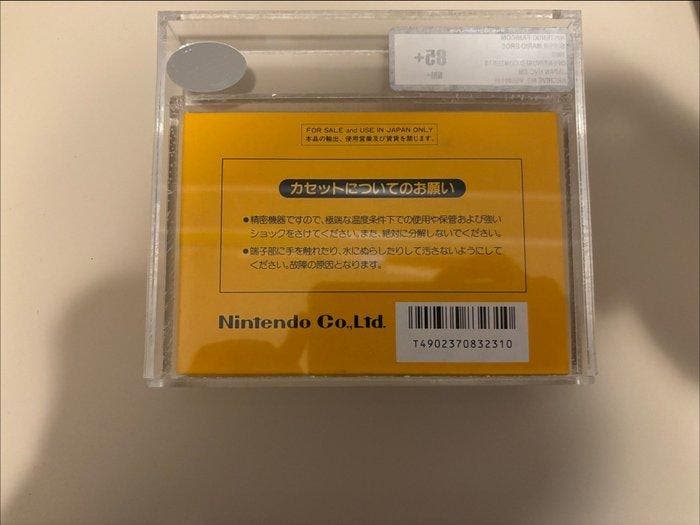 NINTENDO FAMICOM
SUPER MARIO BROS
85+
NM+
FOR SALE and USE IN JAPAN ONLY
本品の輸出、使用営業及び賃貸を禁じます。
カセットについてのお願い
●精密機器ですので、極端な温度条件下での使用や保管および強い
ショックをさけてください。また、絶対に分解しないでください。
●端子部に手を触れたり、水にぬらしたりして汚さないようにして
ください。故障の原因となります。
Nintendo Co.,Ltd.
T4902370832310